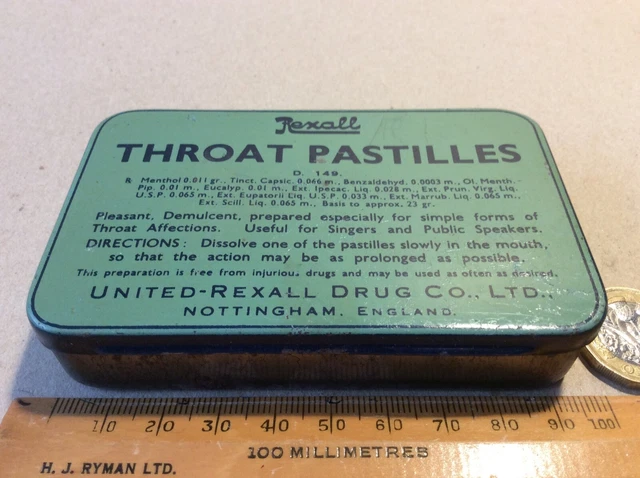 Rexall
THROAT PASTILLES
D. 149.
℞ Menthol 0.011 gr., Tinct. Capsic. 0.066 m., Benzaldehyd. 0.0003 m., Ol. Menth.
Pip. 0.01 m., Eucalyp. 0.01 m., Ext. Ipecac. Liq. 0.028 m., Ext. Prun. Virg. Liq.
U.S.P. 0.065 m., Ext. Eupatorii Liq. U.S.P. 0.033 m., Ext. Marrub. Liq. 0.065 m.,
Ext. Scill. Liq. 0.065 m., Basis to approx. 23 gr.
Pleasant, Demulcent, prepared especially for simple forms of
Throat Affections. Useful for Singers and Public Speakers.
DIRECTIONS: Dissolve one of the pastilles slowly in the mouth,
so that the action may be as prolonged as possible.
This preparation is free from injurious drugs and may be used as often as desired.
UNITED-REXALL DRUG CO., LTD.,
NOTTINGHAM, ENGLAND.
10 20 30 40 50 60 70 80 90 100
100 MILLIMETRES
H. J. RYMAN LTD.